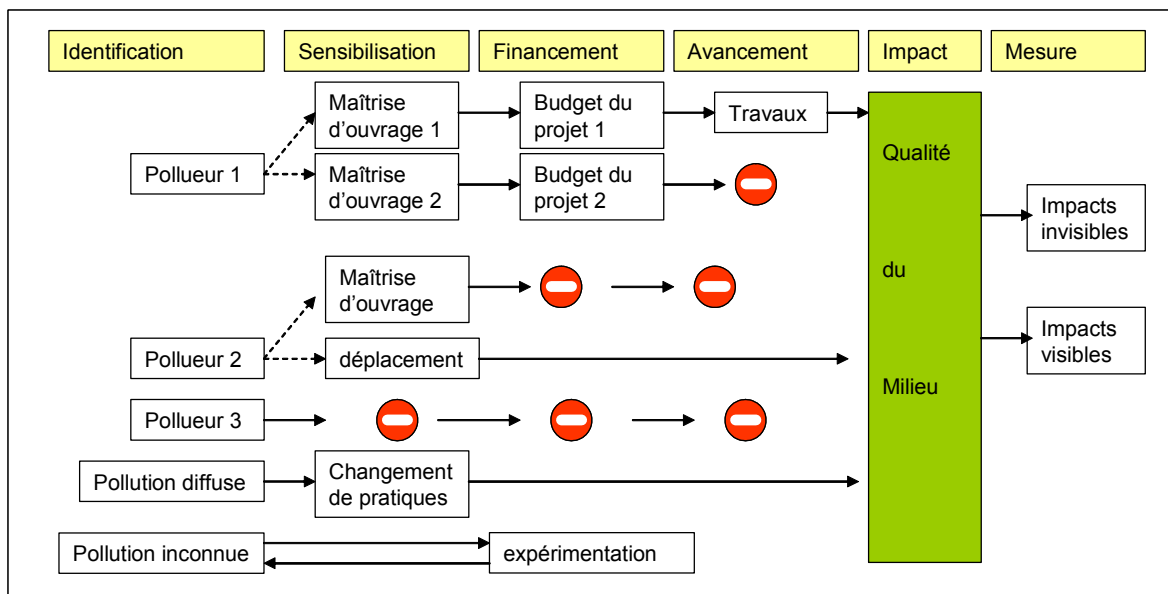 Identification
Sensibilisation
Financement
Avancement
Impact
Mesure
Pollueur 1
Maîtrise
d'ouvrage 1
Budget du
projet 1
Travaux
Maîtrise
d'ouvrage 2
Budget du
projet 2
Qualité
du
Milieu
Impacts
invisibles
Impacts
visibles
Pollueur 2
Maîtrise
d'ouvrage
déplacement
Pollueur 3
Pollution diffuse
Changement
de pratiques
Pollution inconnue
expérimentation